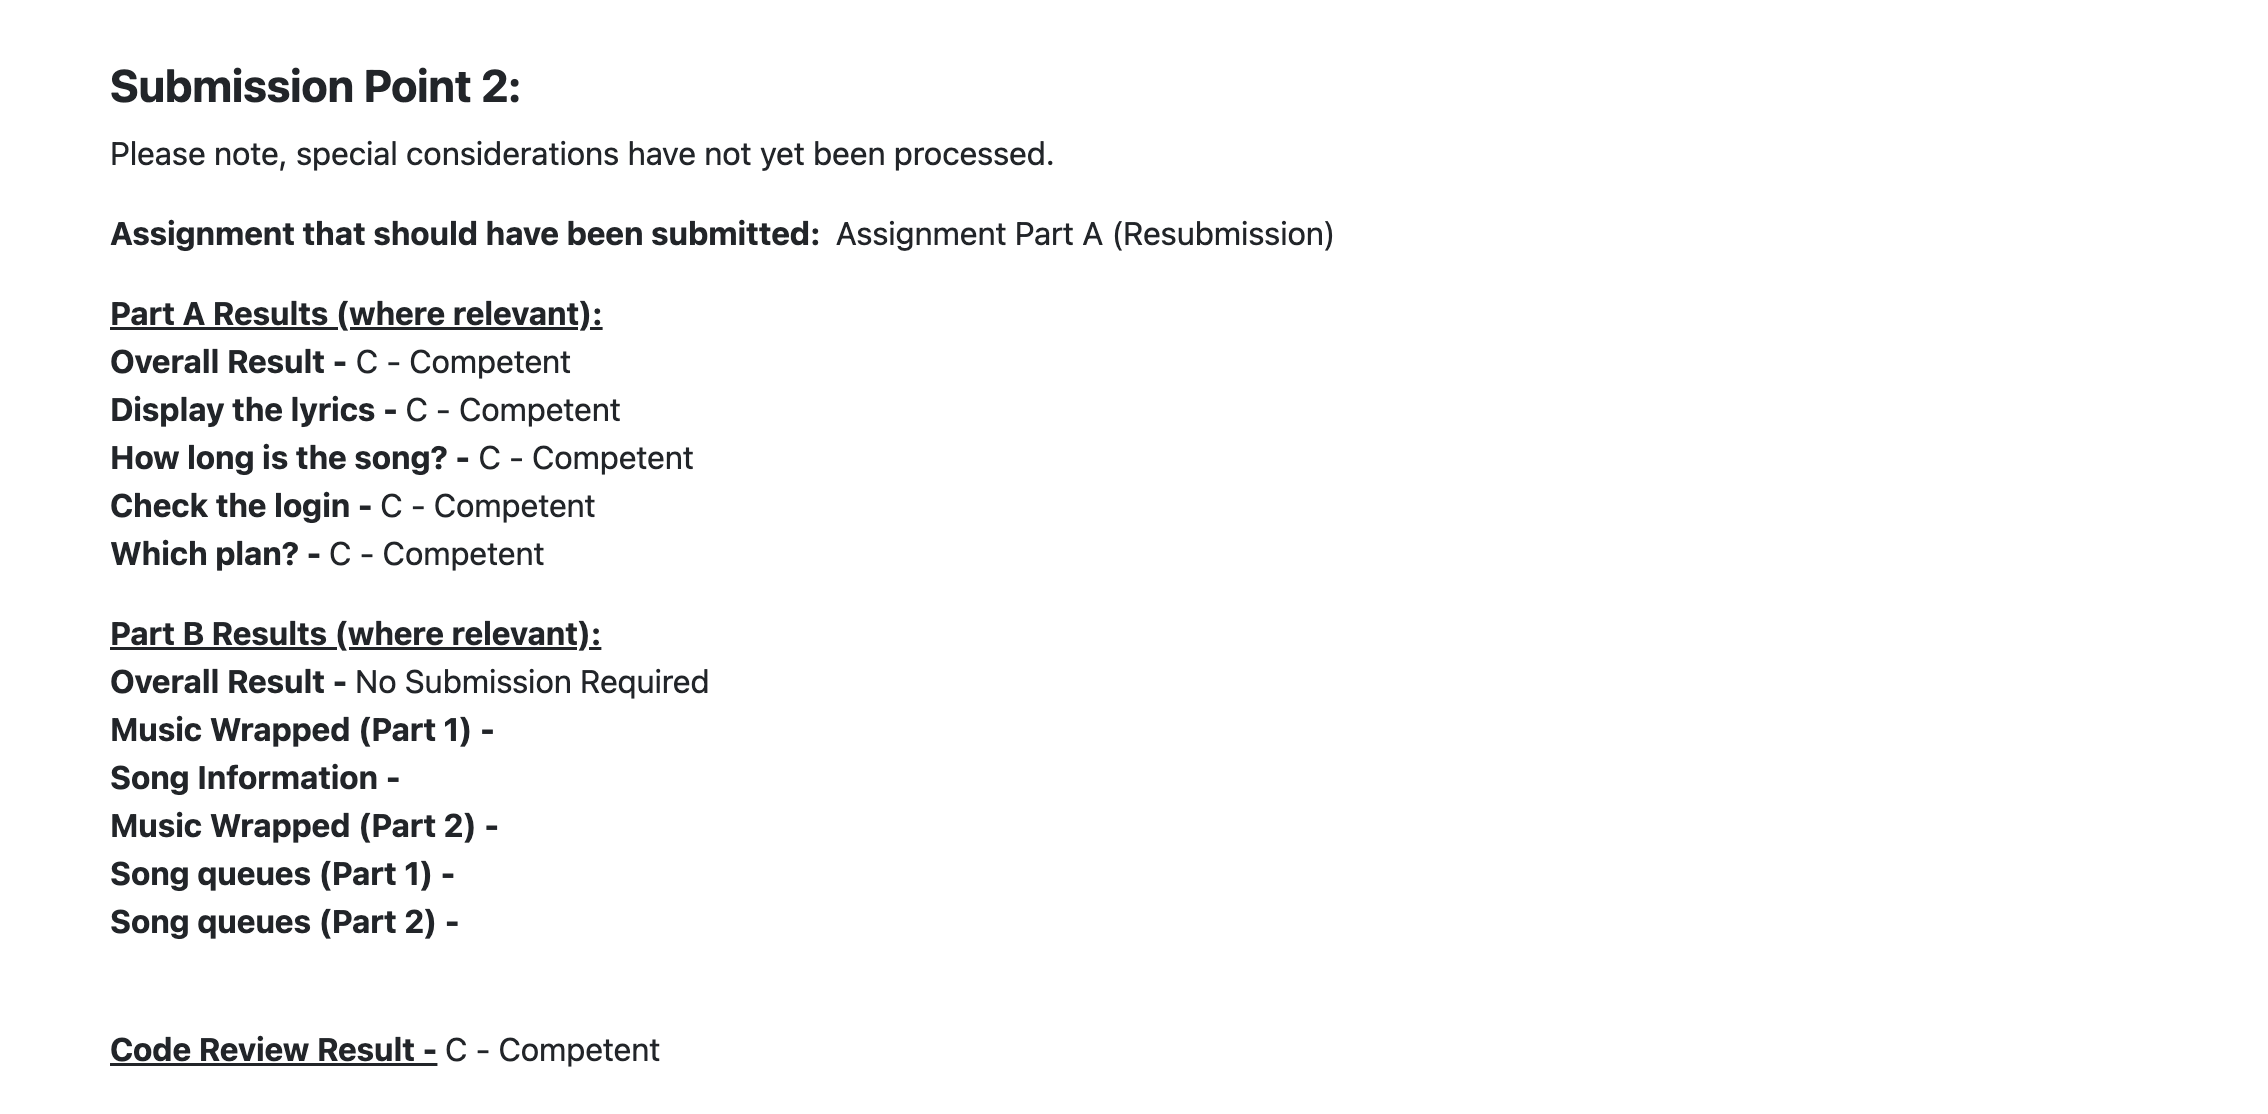 Submission Point 2:
Please note, special considerations have not yet been processed.
Assignment that should have been submitted: Assignment Part A (Resubmission)
Part A Results (where relevant):
Overall Result - C - Competent
Display the lyrics - C - Competent
How long is the song? - C - Competent
Check the login - C - Competent
Which plan? - C - Competent
Part B Results (where relevant):
Overall Result - No Submission Required
Music Wrapped (Part 1) -
Song Information -
Music Wrapped (Part 2) -
Song queues (Part 1) -
Song queues (Part 2) -
Code Review Result - C - Competent